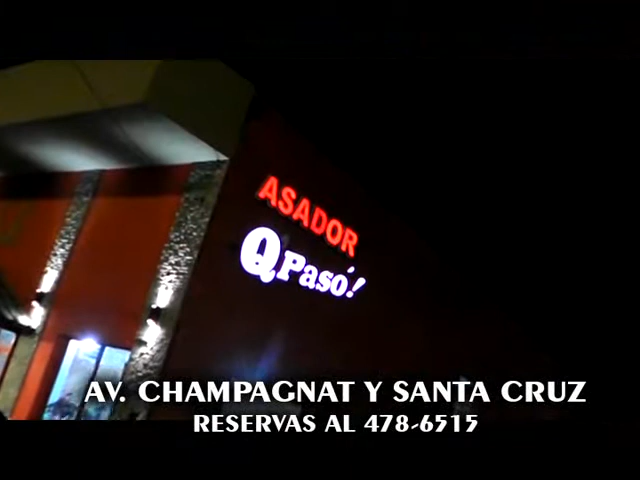 ASADOR
Q Pasó!
AV. CHAMPAGNAT Y SANTA CRUZ
RESERVAS AL 478-6515